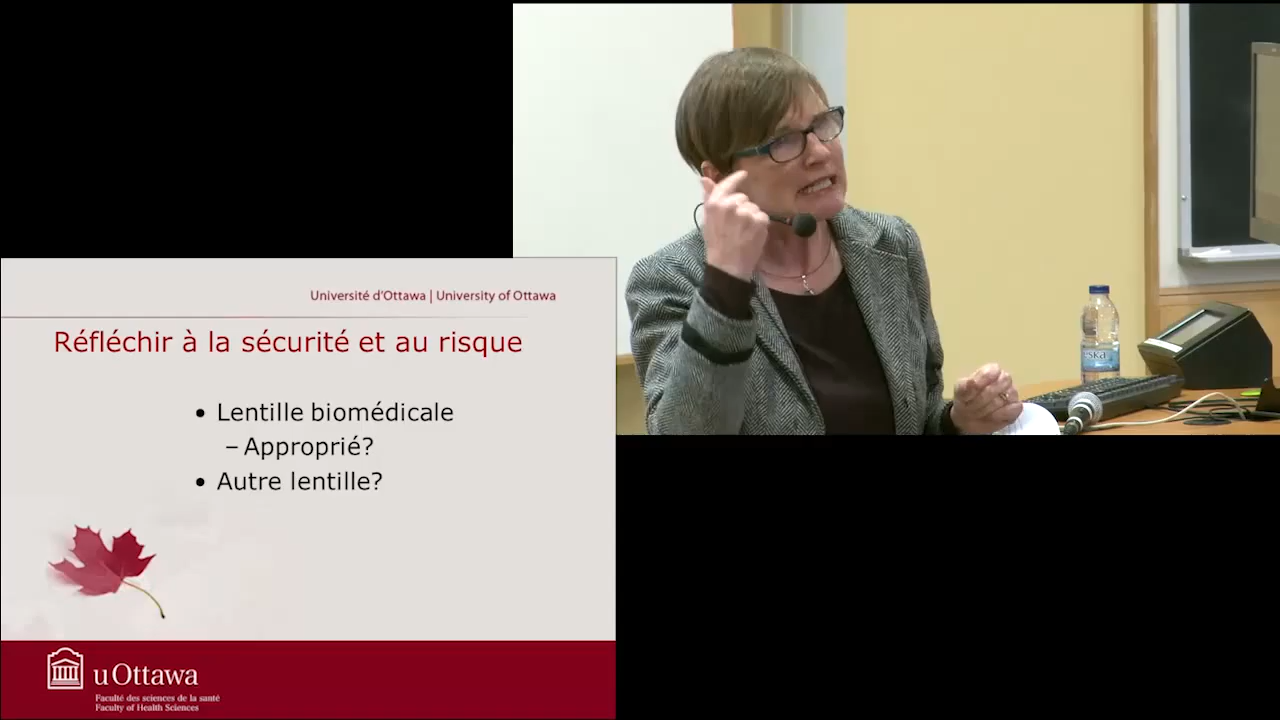 Université d'Ottawa | University of Ottawa
Réfléchir à la sécurité et au risque
• Lentille biomédicale
– Approprié?
• Autre lentille?
uOttawa
Faculté des sciences de la santé
Faculty of Health Sciences
eska